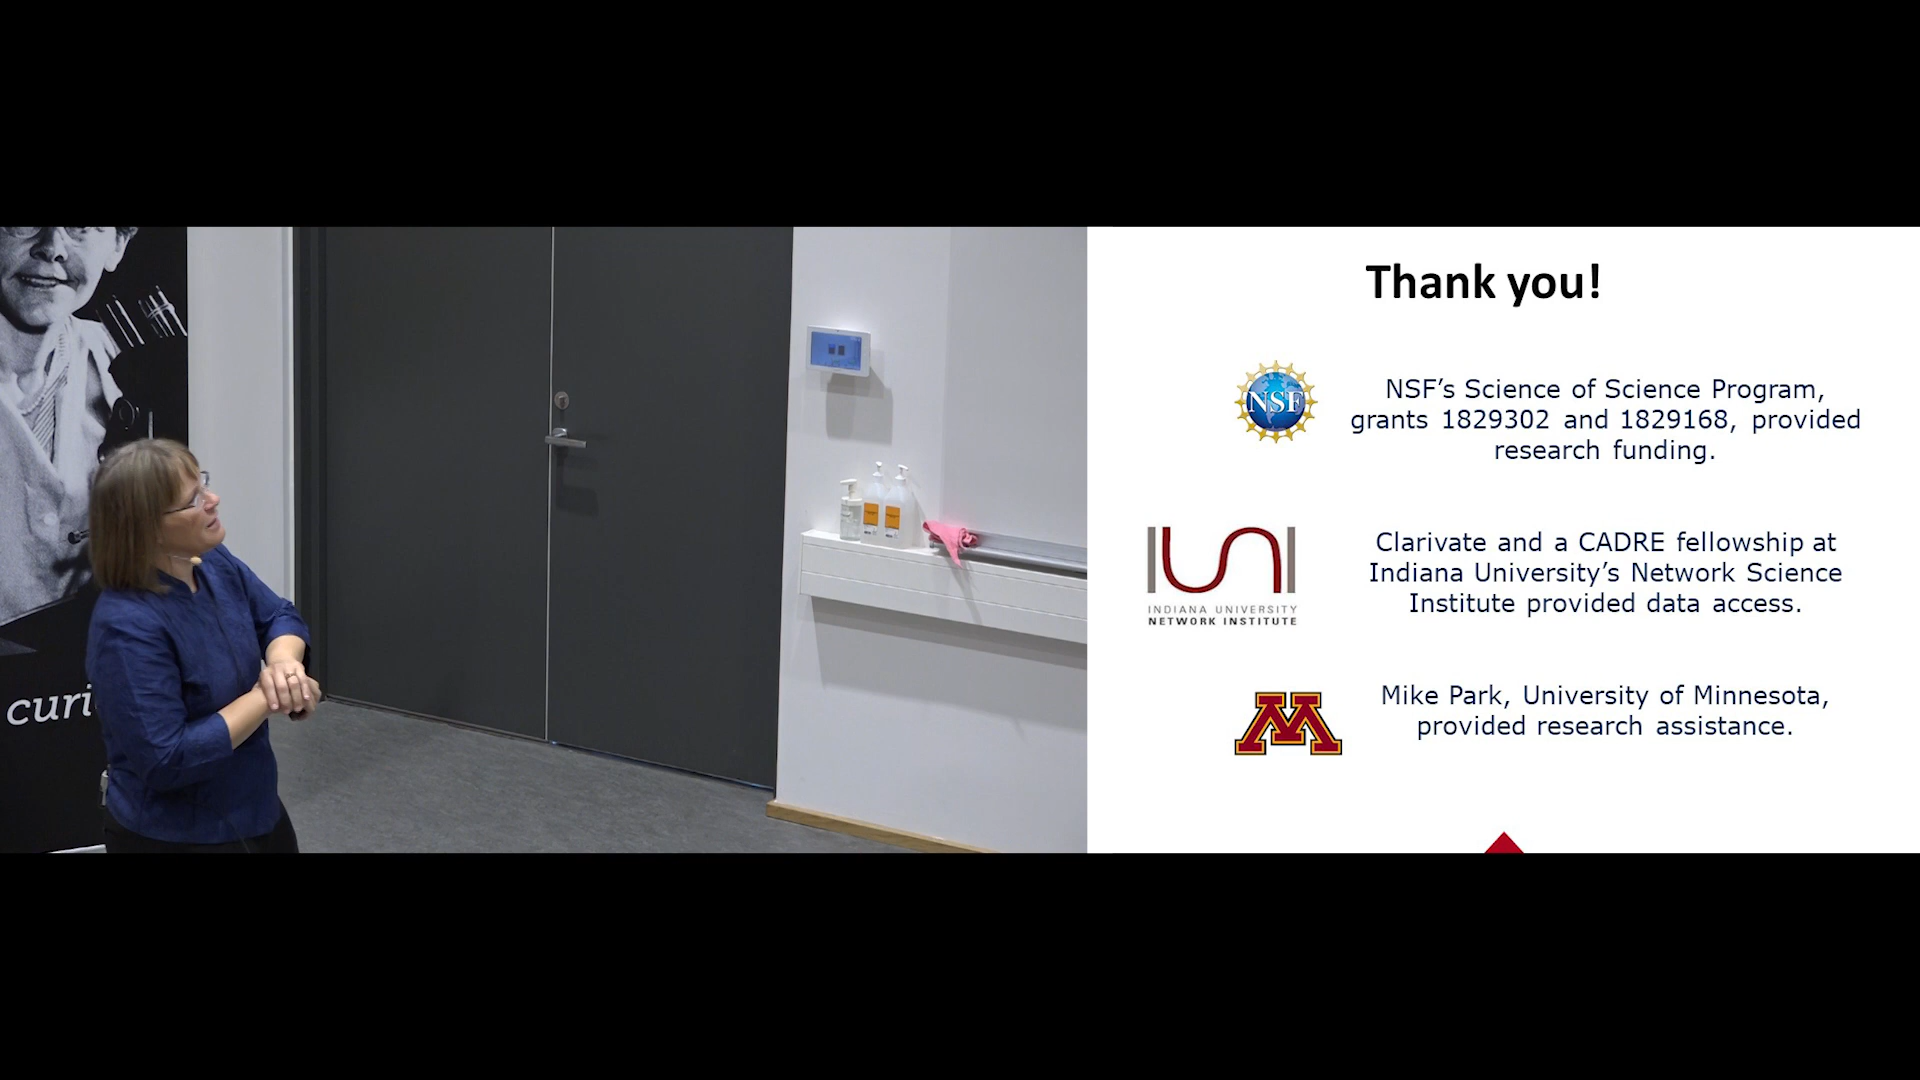 curi
Thank you!
NSF
NSF’s Science of Science Program,
grants 1829302 and 1829168, provided
research funding.
INDIANA UNIVERSITY
NETWORK INSTITUTE
Clarivate and a CADRE fellowship at
Indiana University’s Network Science
Institute provided data access.
M
Mike Park, University of Minnesota,
provided research assistance.